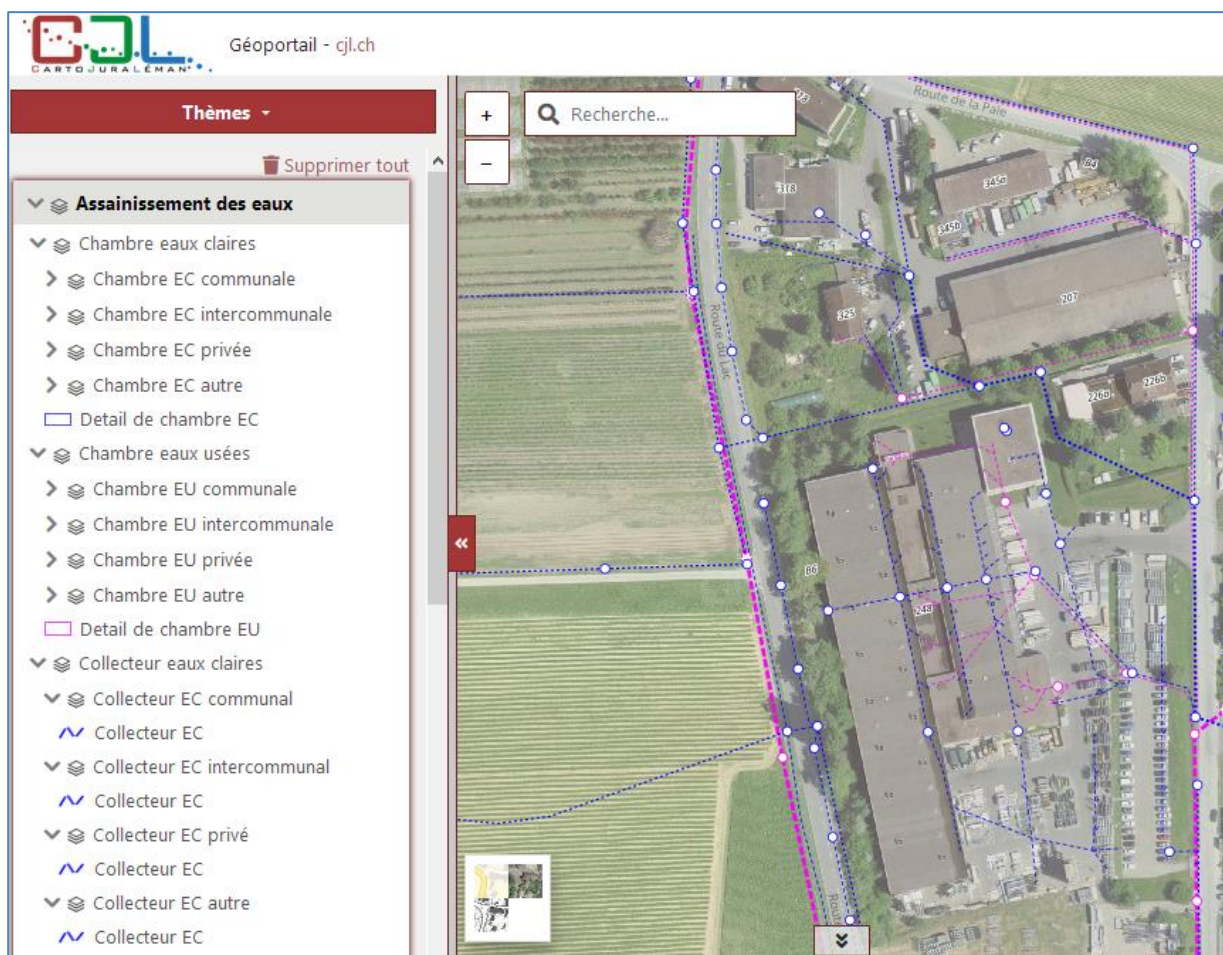 CJL
CARTOJURALÉMAN
Géoportail - cjl.ch
Thèmes
Supprimer tout
Assainissement des eaux
Chambre eaux claires
Chambre EC communale
Chambre EC intercommunale
Chambre EC privée
Chambre EC autre
Detail de chambre EC
Chambre eaux usées
Chambre EU communale
Chambre EU intercommunale
Chambre EU privée
Chambre EU autre
Detail de chambre EU
Collecteur eaux claires
Collecteur EC communal
Collecteur EC
Collecteur EC intercommunal
Collecteur EC
Collecteur EC privé
Collecteur EC
Collecteur EC autre
Collecteur EC
+
−
Recherche...
«
Route de la Pale
318
318
345a
345b
B4
207
325
Route du Lac
226a
226b
B6
248
Route